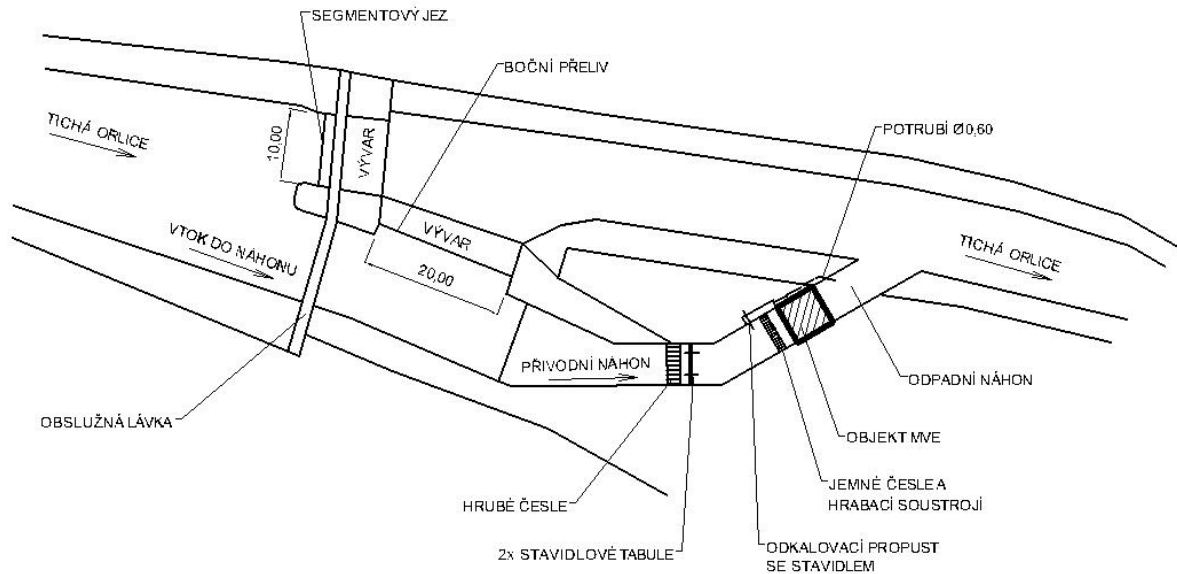 SEGMENTOVÝ JEZ
BOČNÍ PŘELIV
TICHÁ ORLICE
10,00
VÝVAR
POTRUBÍ Ø0,60
VTOK DO NÁHONU
VÝVAR
20,00
TICHÁ ORLICE
PŘIVODNÍ NÁHON
ODPADNÍ NÁHON
OBSLUŽNÁ LÁVKA
OBJEKT MVE
JEMNÉ ČESLE A
HRABACÍ SOUSTROJÍ
HRUBÉ ČESLE
2x STAVIDLOVÉ TABULE
ODKALOVACÍ PROPUST
SE STAVIDLEM